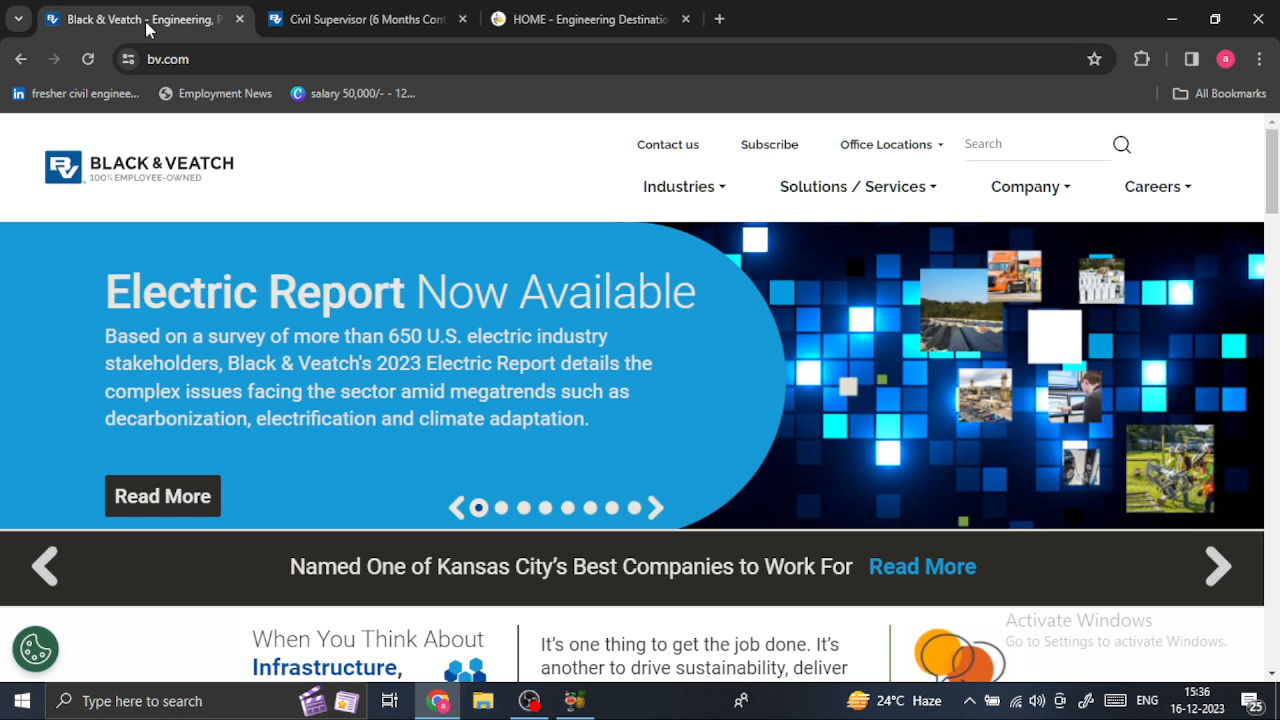 Black & Veatch - Engineering, P
Civil Supervisor (6 Months Cont
HOME - Engineering Destinatio
bv.com
a
in fresher civil enginee...
Employment News
salary 50,000/- - 12...
All Bookmarks
BLACK & VEATCH
100% EMPLOYEE-OWNED
Contact us
Subscribe
Office Locations
Search
Industries
Solutions / Services
Company
Careers
Electric Report Now Available
Based on a survey of more than 650 U.S. electric industry
stakeholders, Black & Veatch's 2023 Electric Report details the
complex issues facing the sector amid megatrends such as
decarbonization, electrification and climate adaptation.
Read More
Named One of Kansas City's Best Companies to Work For Read More
When You Think About
Infrastructure,
It's one thing to get the job done. It's
another to drive sustainability, deliver
Activate Windows
Go to Settings to activate Windows.
Type here to search
24°C Haze
ENG
15:36
16-12-2023
25